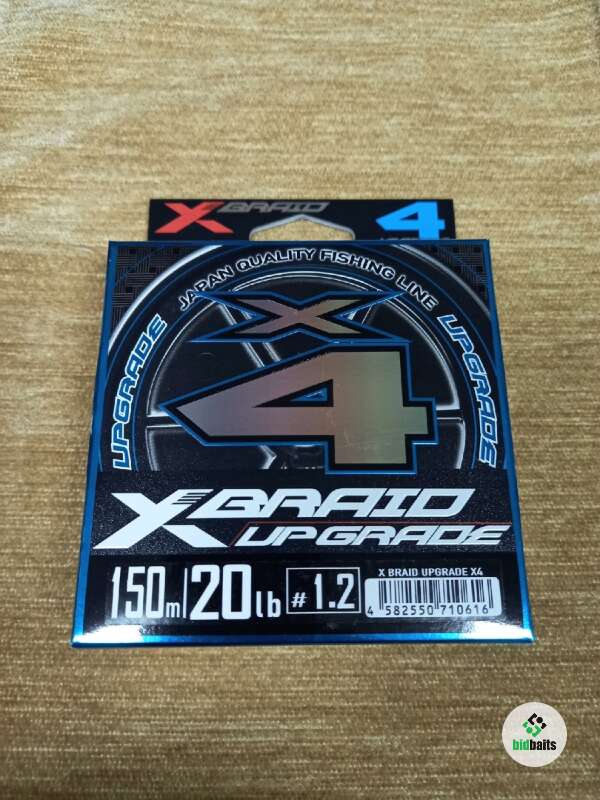 X BRAID 4
JAPAN QUALITY FISHING LINE
UPGRADE UPGRADE
X
4
X BRAID
UPGRADE
150m 20lb #1.2
X BRAID UPGRADE X4
4 582550 710616
bidbaits